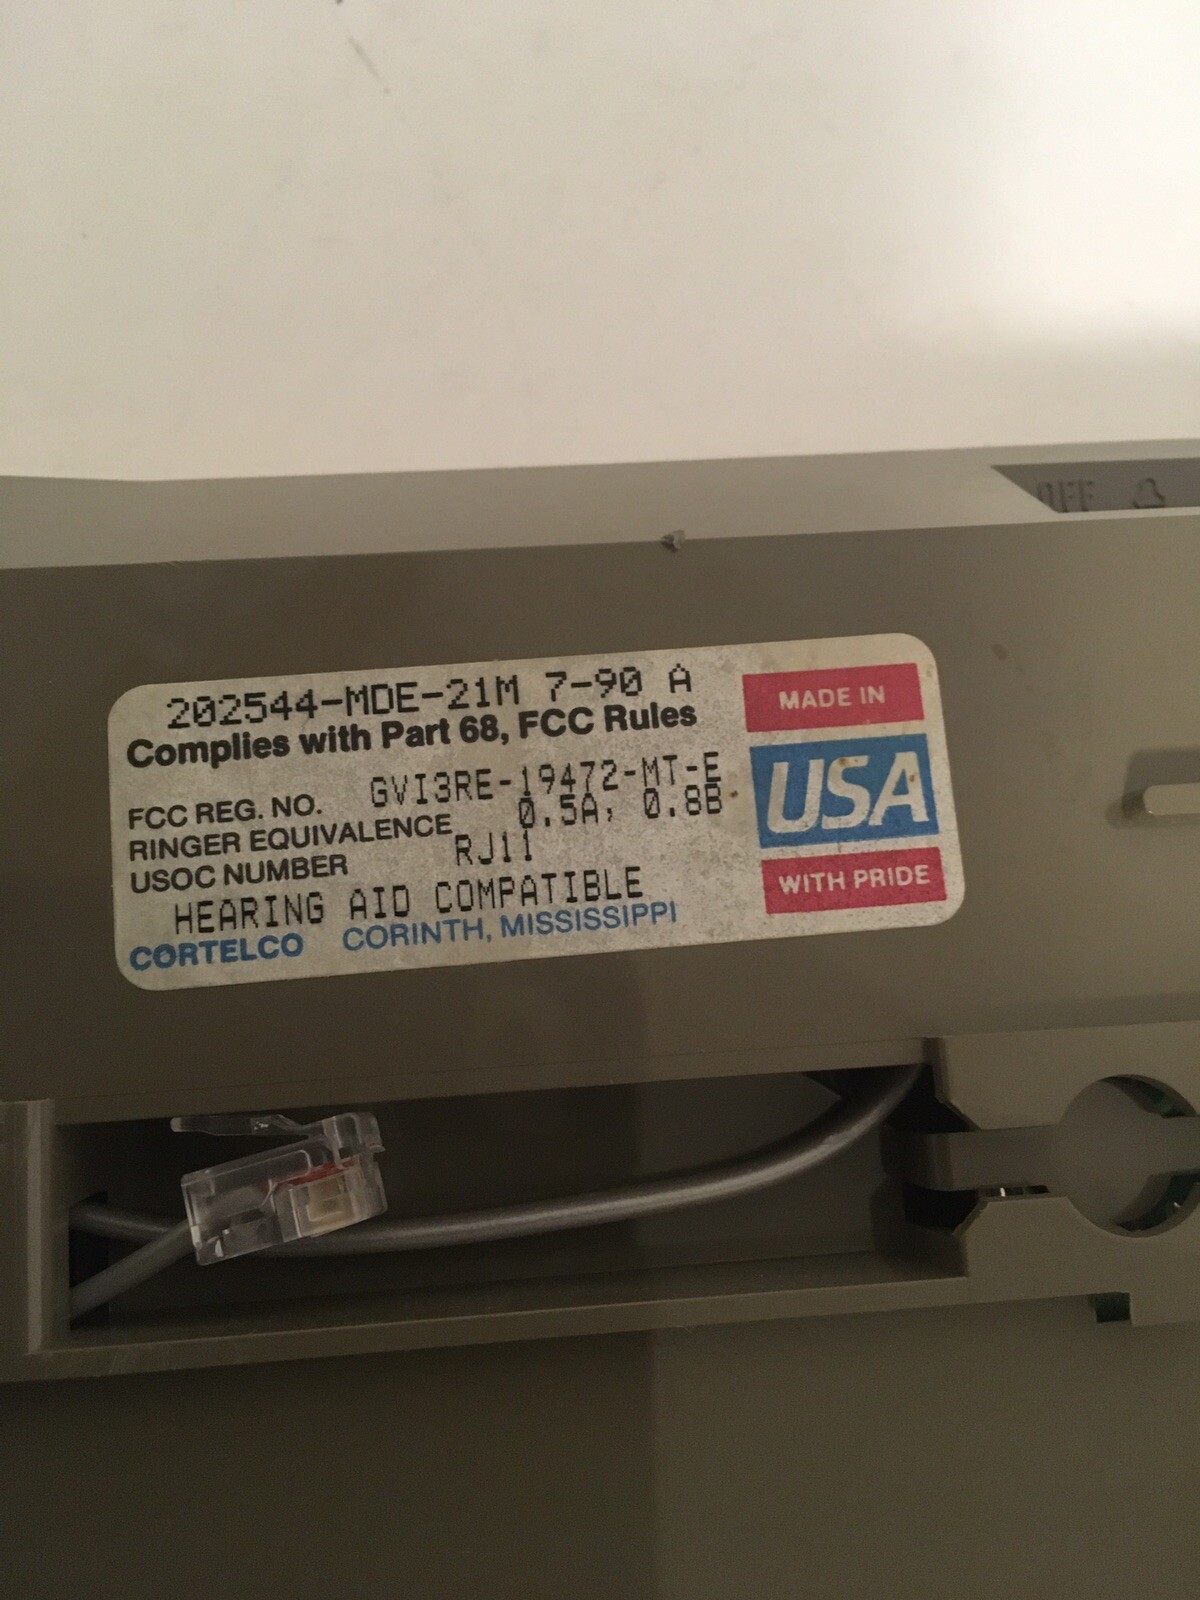 OFF
202544-MDE-21M 7-90 A
Complies with Part 68, FCC Rules
FCC REG. NO. GVI3RE-19472-MT-E
RINGER EQUIVALENCE 0.5A, 0.8B
USOC NUMBER RJ11
HEARING AID COMPATIBLE
CORTELCO CORINTH, MISSISSIPPI
MADE IN
USA
WITH PRIDE